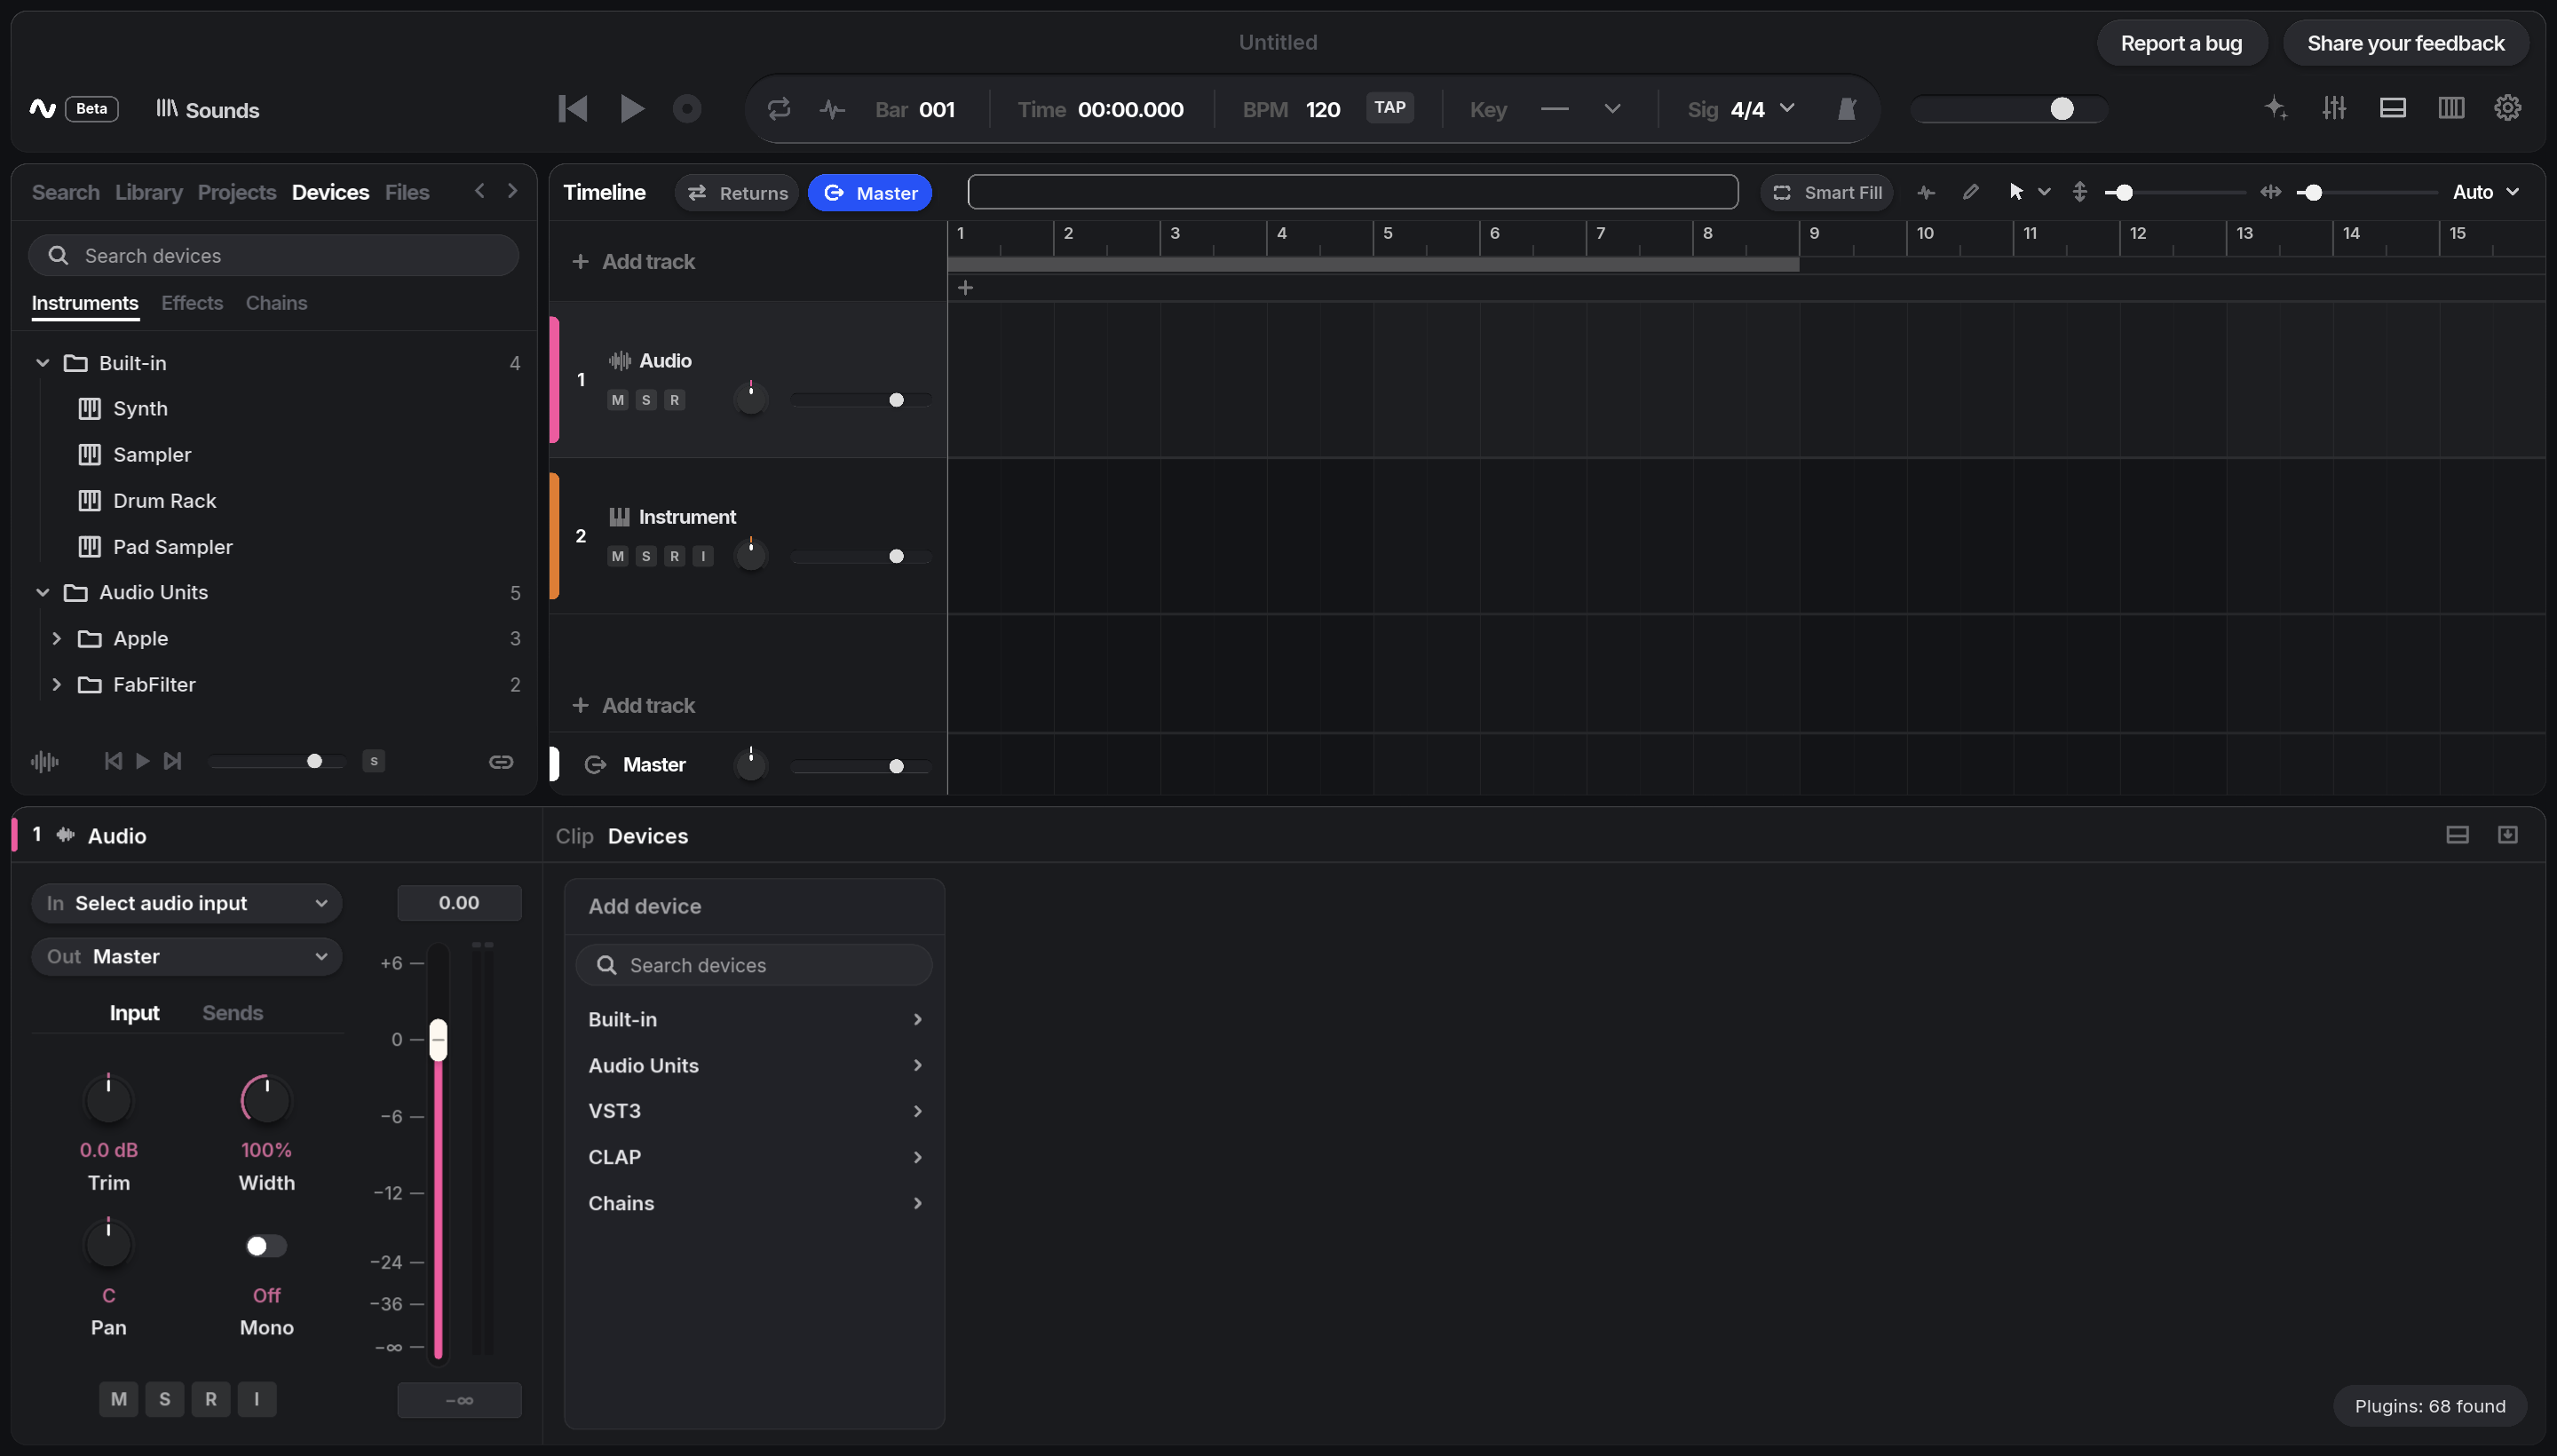 Untitled
Report a bug
Share your feedback
Beta
Sounds
Bar 001
Time 00:00.000
BPM 120 TAP
Key —
Sig 4/4
Search Library Projects Devices Files
Search devices
Instruments Effects Chains
Built-in 4
Synth
Sampler
Drum Rack
Pad Sampler
Audio Units 5
Apple 3
FabFilter 2
S
Timeline Returns Master
Smart Fill
Auto
Add track
1 2 3 4 5 6 7 8 9 10 11 12 13 14 15
1 Audio
M S R
2 Instrument
M S R I
Add track
Master
1 Audio
In Select audio input
Out Master
Input Sends
0.0 dB
Trim
100%
Width
C
Pan
Off
Mono
M S R I
0.00
+6
0
−6
−12
−24
−36
−∞
−∞
Clip Devices
Add device
Search devices
Built-in
Audio Units
VST3
CLAP
Chains
Plugins: 68 found